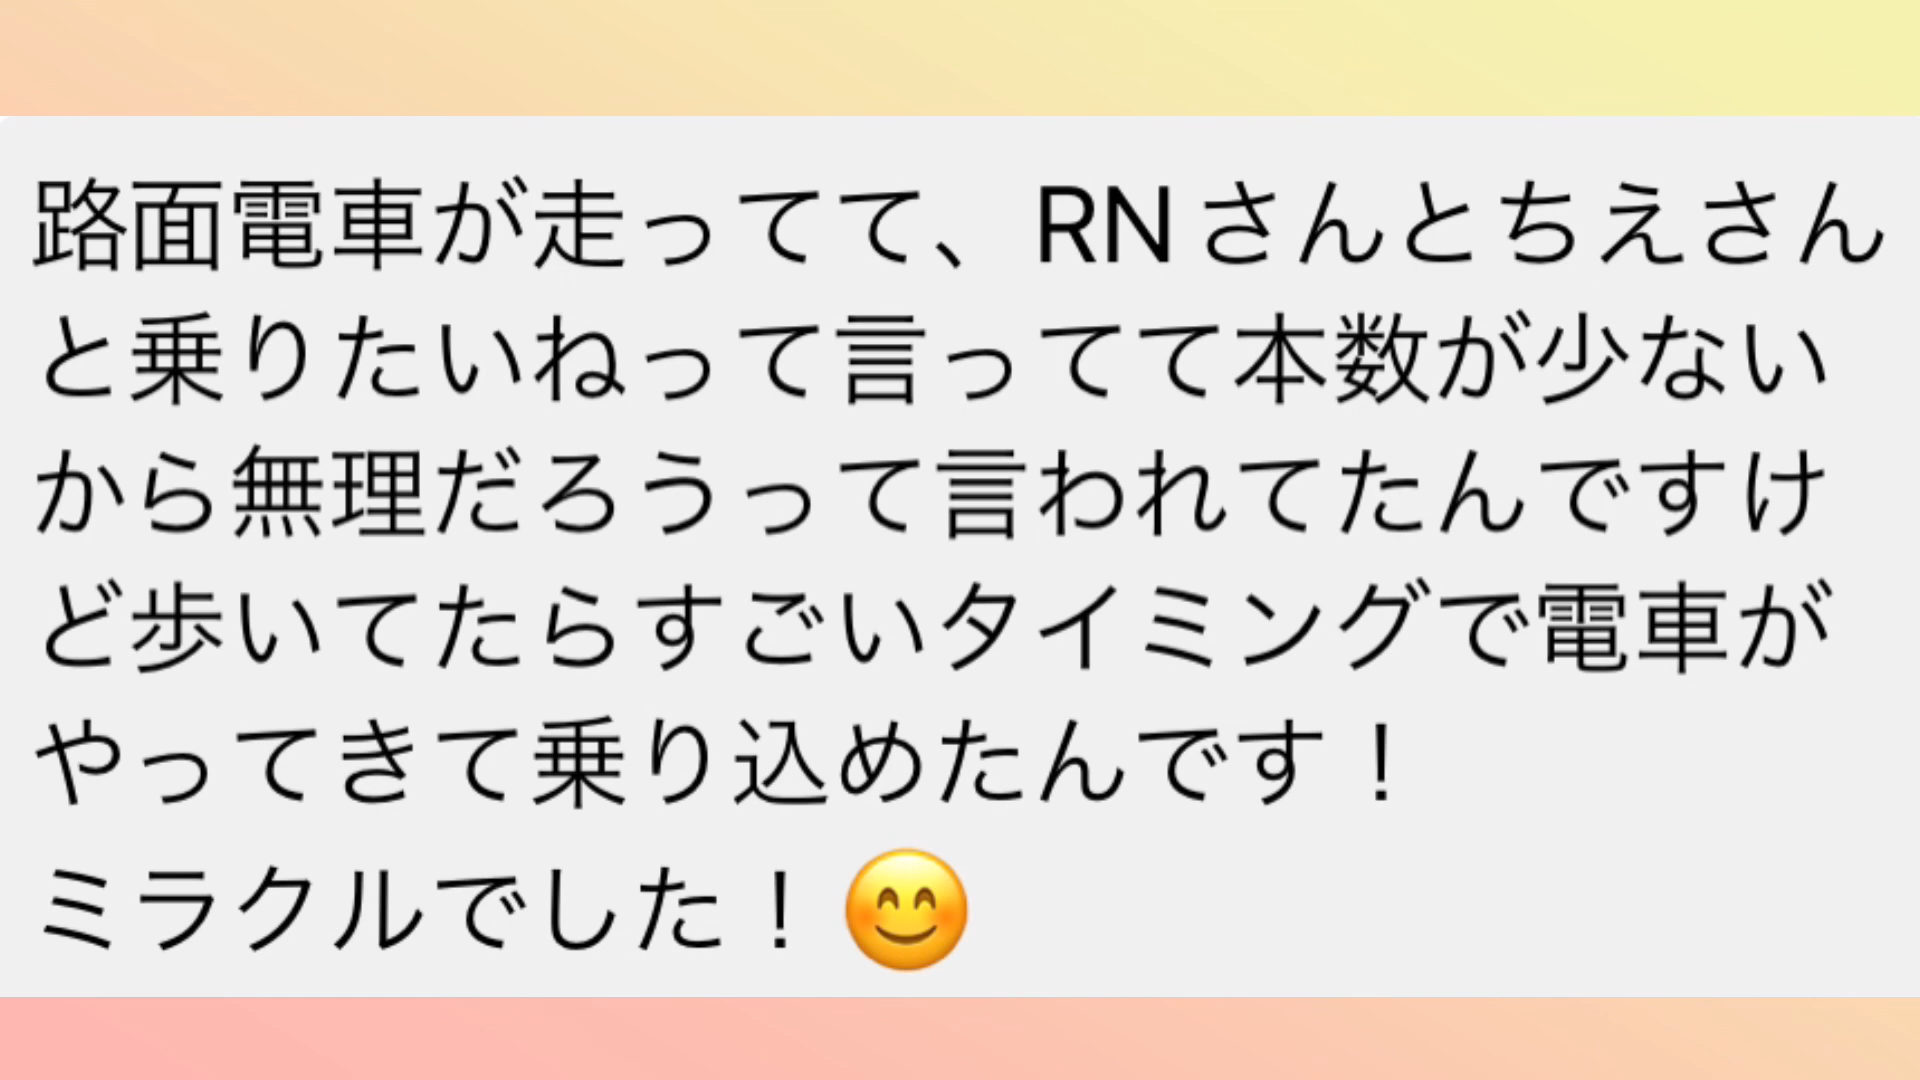 路面電車が走ってて、RNさんとちえさん
と乗りたいねって言ってて本数が少ない
から無理だろうって言われてたんですけ
ど歩いてたらすごいタイミングで電車が
やってきて乗り込めたんです！
ミラクルでした！😊